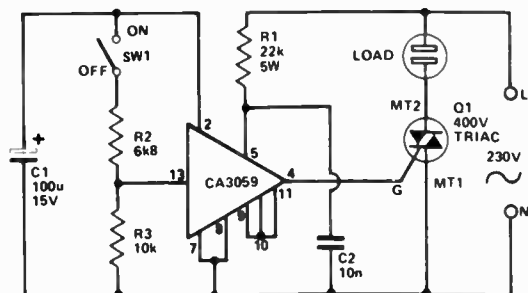 ON
SW1
OFF
R1
22k
5W
LOAD
L
MT2
Q1
400V
TRIAC
2
+
R2
6k8
5
230V
C1
100u
15V
13
CA3059
4
11
G
MT1
N
R3
10k
7
8
9
10
C2
10n